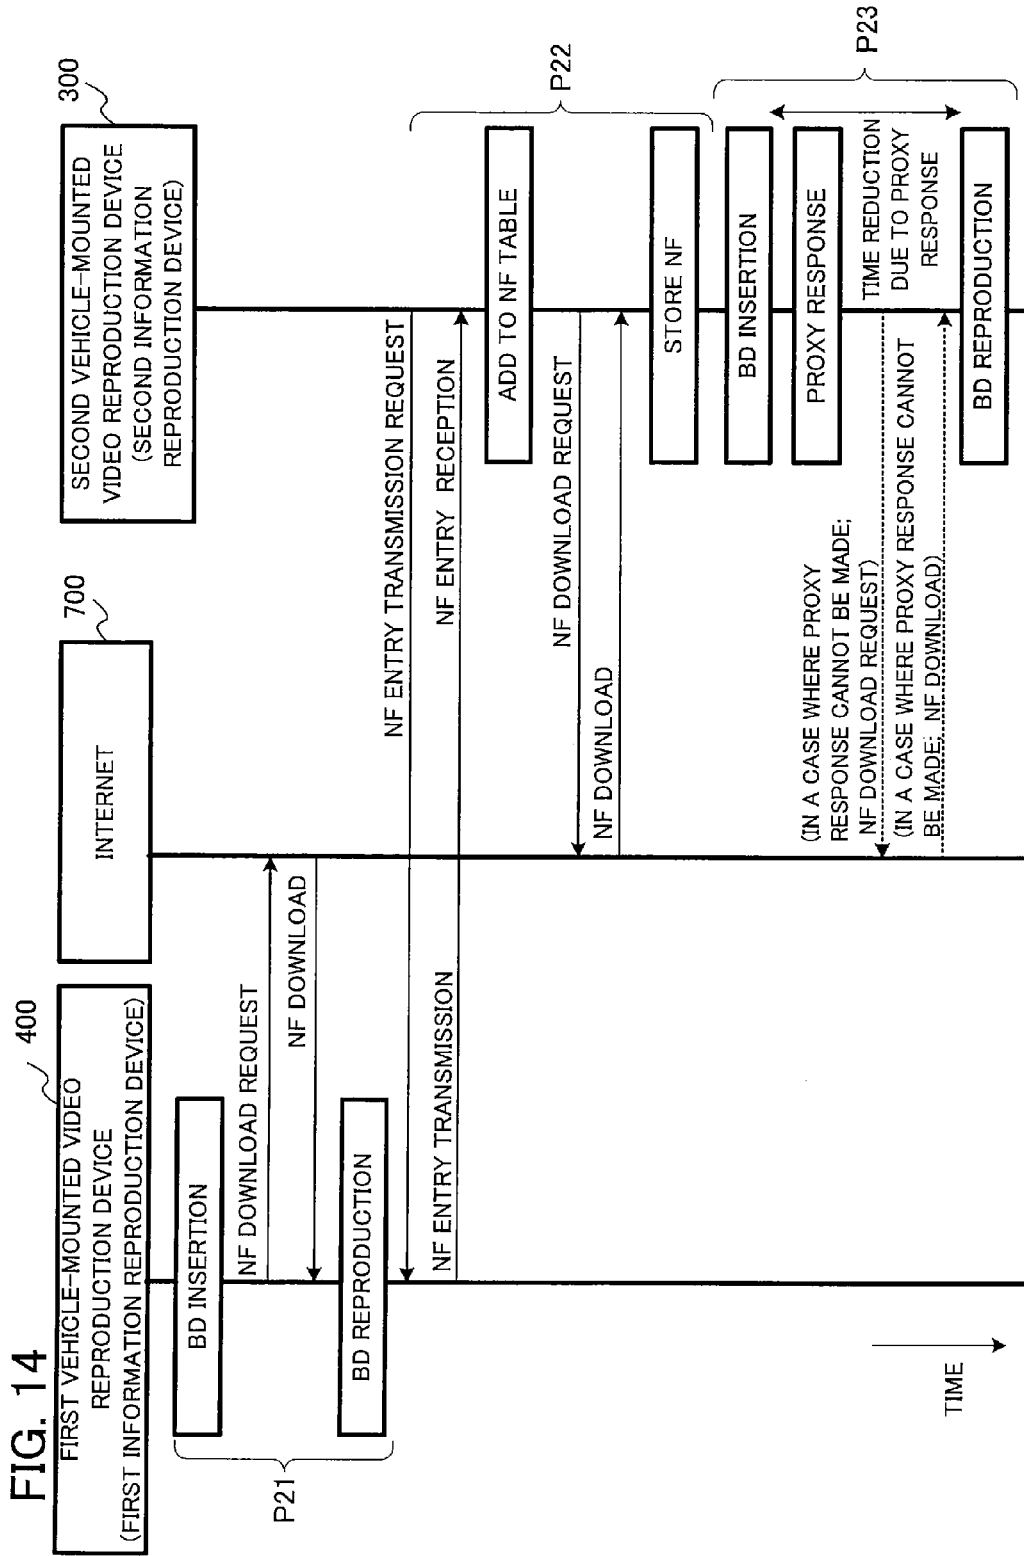 FIG. 14
FIRST VEHICLE-MOUNTED VIDEO
REPRODUCTION DEVICE
(FIRST INFORMATION REPRODUCTION DEVICE)
400
INTERNET
700
SECOND VEHICLE-MOUNTED
VIDEO REPRODUCTION DEVICE
(SECOND INFORMATION
REPRODUCTION DEVICE)
300
P21
BD INSERTION
NF DOWNLOAD REQUEST
NF DOWNLOAD
BD REPRODUCTION
NF ENTRY TRANSMISSION REQUEST
NF ENTRY TRANSMISSION
NF ENTRY RECEPTION
P22
ADD TO NF TABLE
NF DOWNLOAD REQUEST
NF DOWNLOAD
STORE NF
P23
BD INSERTION
PROXY RESPONSE
TIME REDUCTION
DUE TO PROXY
RESPONSE
(IN A CASE WHERE PROXY
RESPONSE CANNOT BE MADE;
NF DOWNLOAD REQUEST)
(IN A CASE WHERE PROXY RESPONSE CANNOT
BE MADE; NF DOWNLOAD)
BD REPRODUCTION
TIME